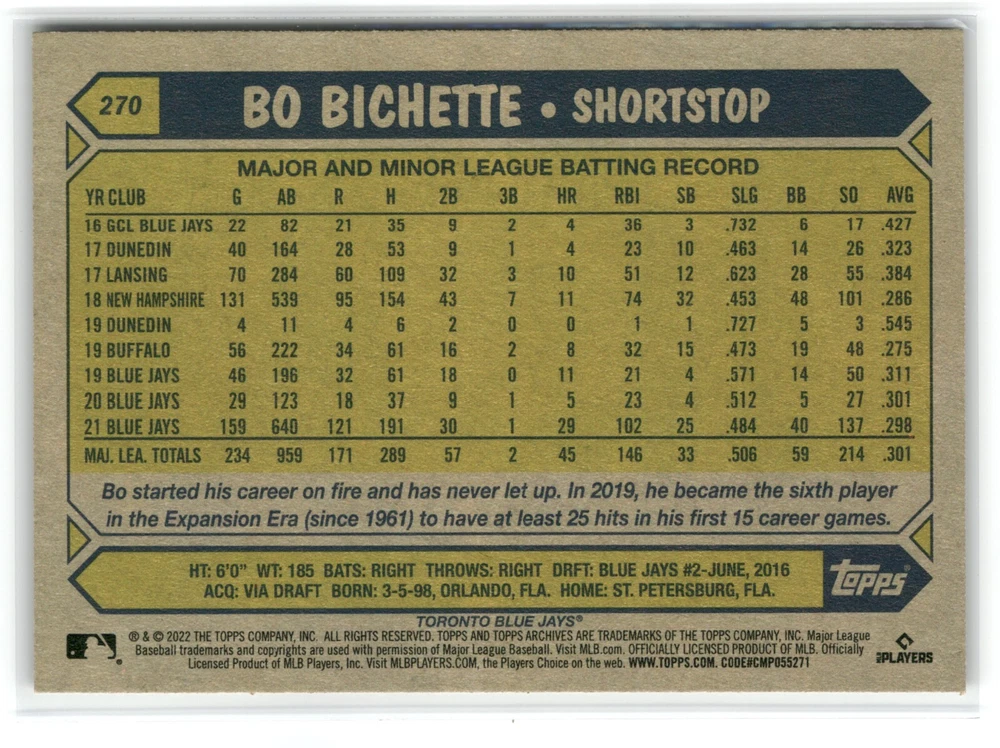 270
BO BICHETTE • SHORTSTOP
MAJOR AND MINOR LEAGUE BATTING RECORD
YR CLUB G AB R H 2B 3B HR RBI SB SLG BB SO AVG
16 GCL BLUE JAYS 22 82 21 35 9 2 4 36 3 .732 6 17 .427
17 DUNEDIN 40 164 28 53 9 1 4 23 10 .463 14 26 .323
17 LANSING 70 284 60 109 32 3 10 51 12 .623 28 55 .384
18 NEW HAMPSHIRE 131 539 95 154 43 7 11 74 32 .453 48 101 .286
19 DUNEDIN 4 11 4 6 2 0 0 1 1 .727 5 3 .545
19 BUFFALO 56 222 34 61 16 2 8 32 15 .473 19 48 .275
19 BLUE JAYS 46 196 32 61 18 0 11 21 4 .571 14 50 .311
20 BLUE JAYS 29 123 18 37 9 1 5 23 4 .512 5 27 .301
21 BLUE JAYS 159 640 121 191 30 1 29 102 25 .484 40 137 .298
MAJ. LEA. TOTALS 234 959 171 289 57 2 45 146 33 .506 59 214 .301
Bo started his career on fire and has never let up. In 2019, he became the sixth player
in the Expansion Era (since 1961) to have at least 25 hits in his first 15 career games.
HT: 6'0" WT: 185 BATS: RIGHT THROWS: RIGHT DRFT: BLUE JAYS #2-JUNE, 2016
ACQ: VIA DRAFT BORN: 3-5-98, ORLANDO, FLA. HOME: ST. PETERSBURG, FLA.
topps®
TORONTO BLUE JAYS®
® & © 2022 THE TOPPS COMPANY, INC. ALL RIGHTS RESERVED. TOPPS AND TOPPS ARCHIVES ARE TRADEMARKS OF THE TOPPS COMPANY, INC. Major League
Baseball trademarks and copyrights are used with permission of Major League Baseball. Visit MLB.com. OFFICIALLY LICENSED PRODUCT OF MLB. Officially
Licensed Product of MLB Players, Inc. Visit MLBPLAYERS.COM, the Players Choice on the web. WWW.TOPPS.COM. CODE#CMP055271
MLBPLAYERS